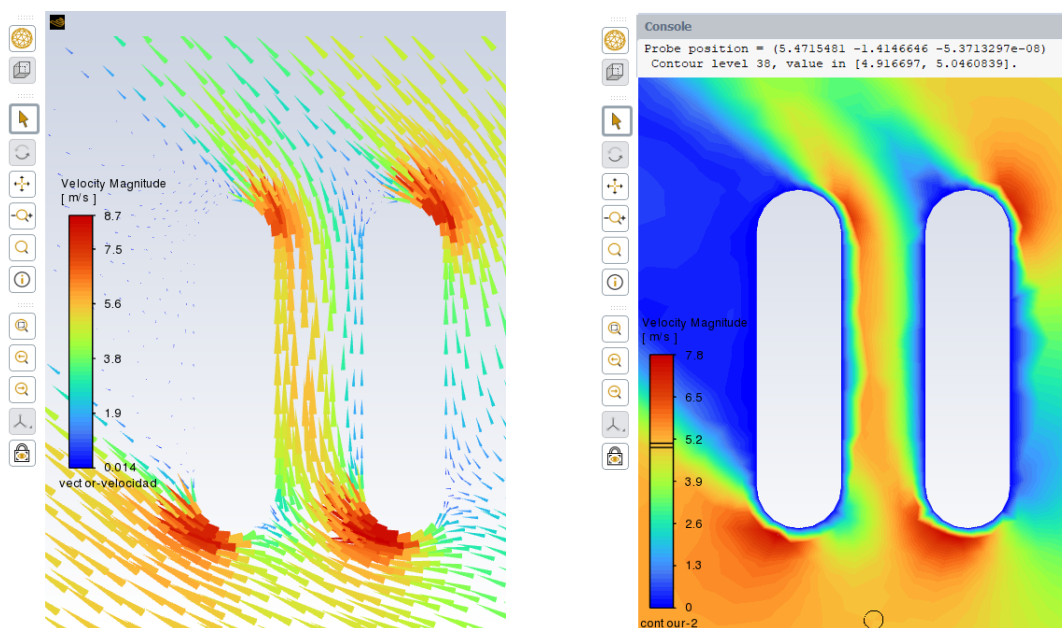 Velocity Magnitude
[ m/s ]
8.7
7.5
5.6
3.8
1.9
0.014
vector-velocidad
Console
Probe position = (5.4715481 -1.4146646 -5.3713297e-08)
Contour level 38, value in [4.916697, 5.0460839].
Velocity Magnitude
[ m/s ]
7.8
6.5
5.2
3.9
2.6
1.3
0
contour-2